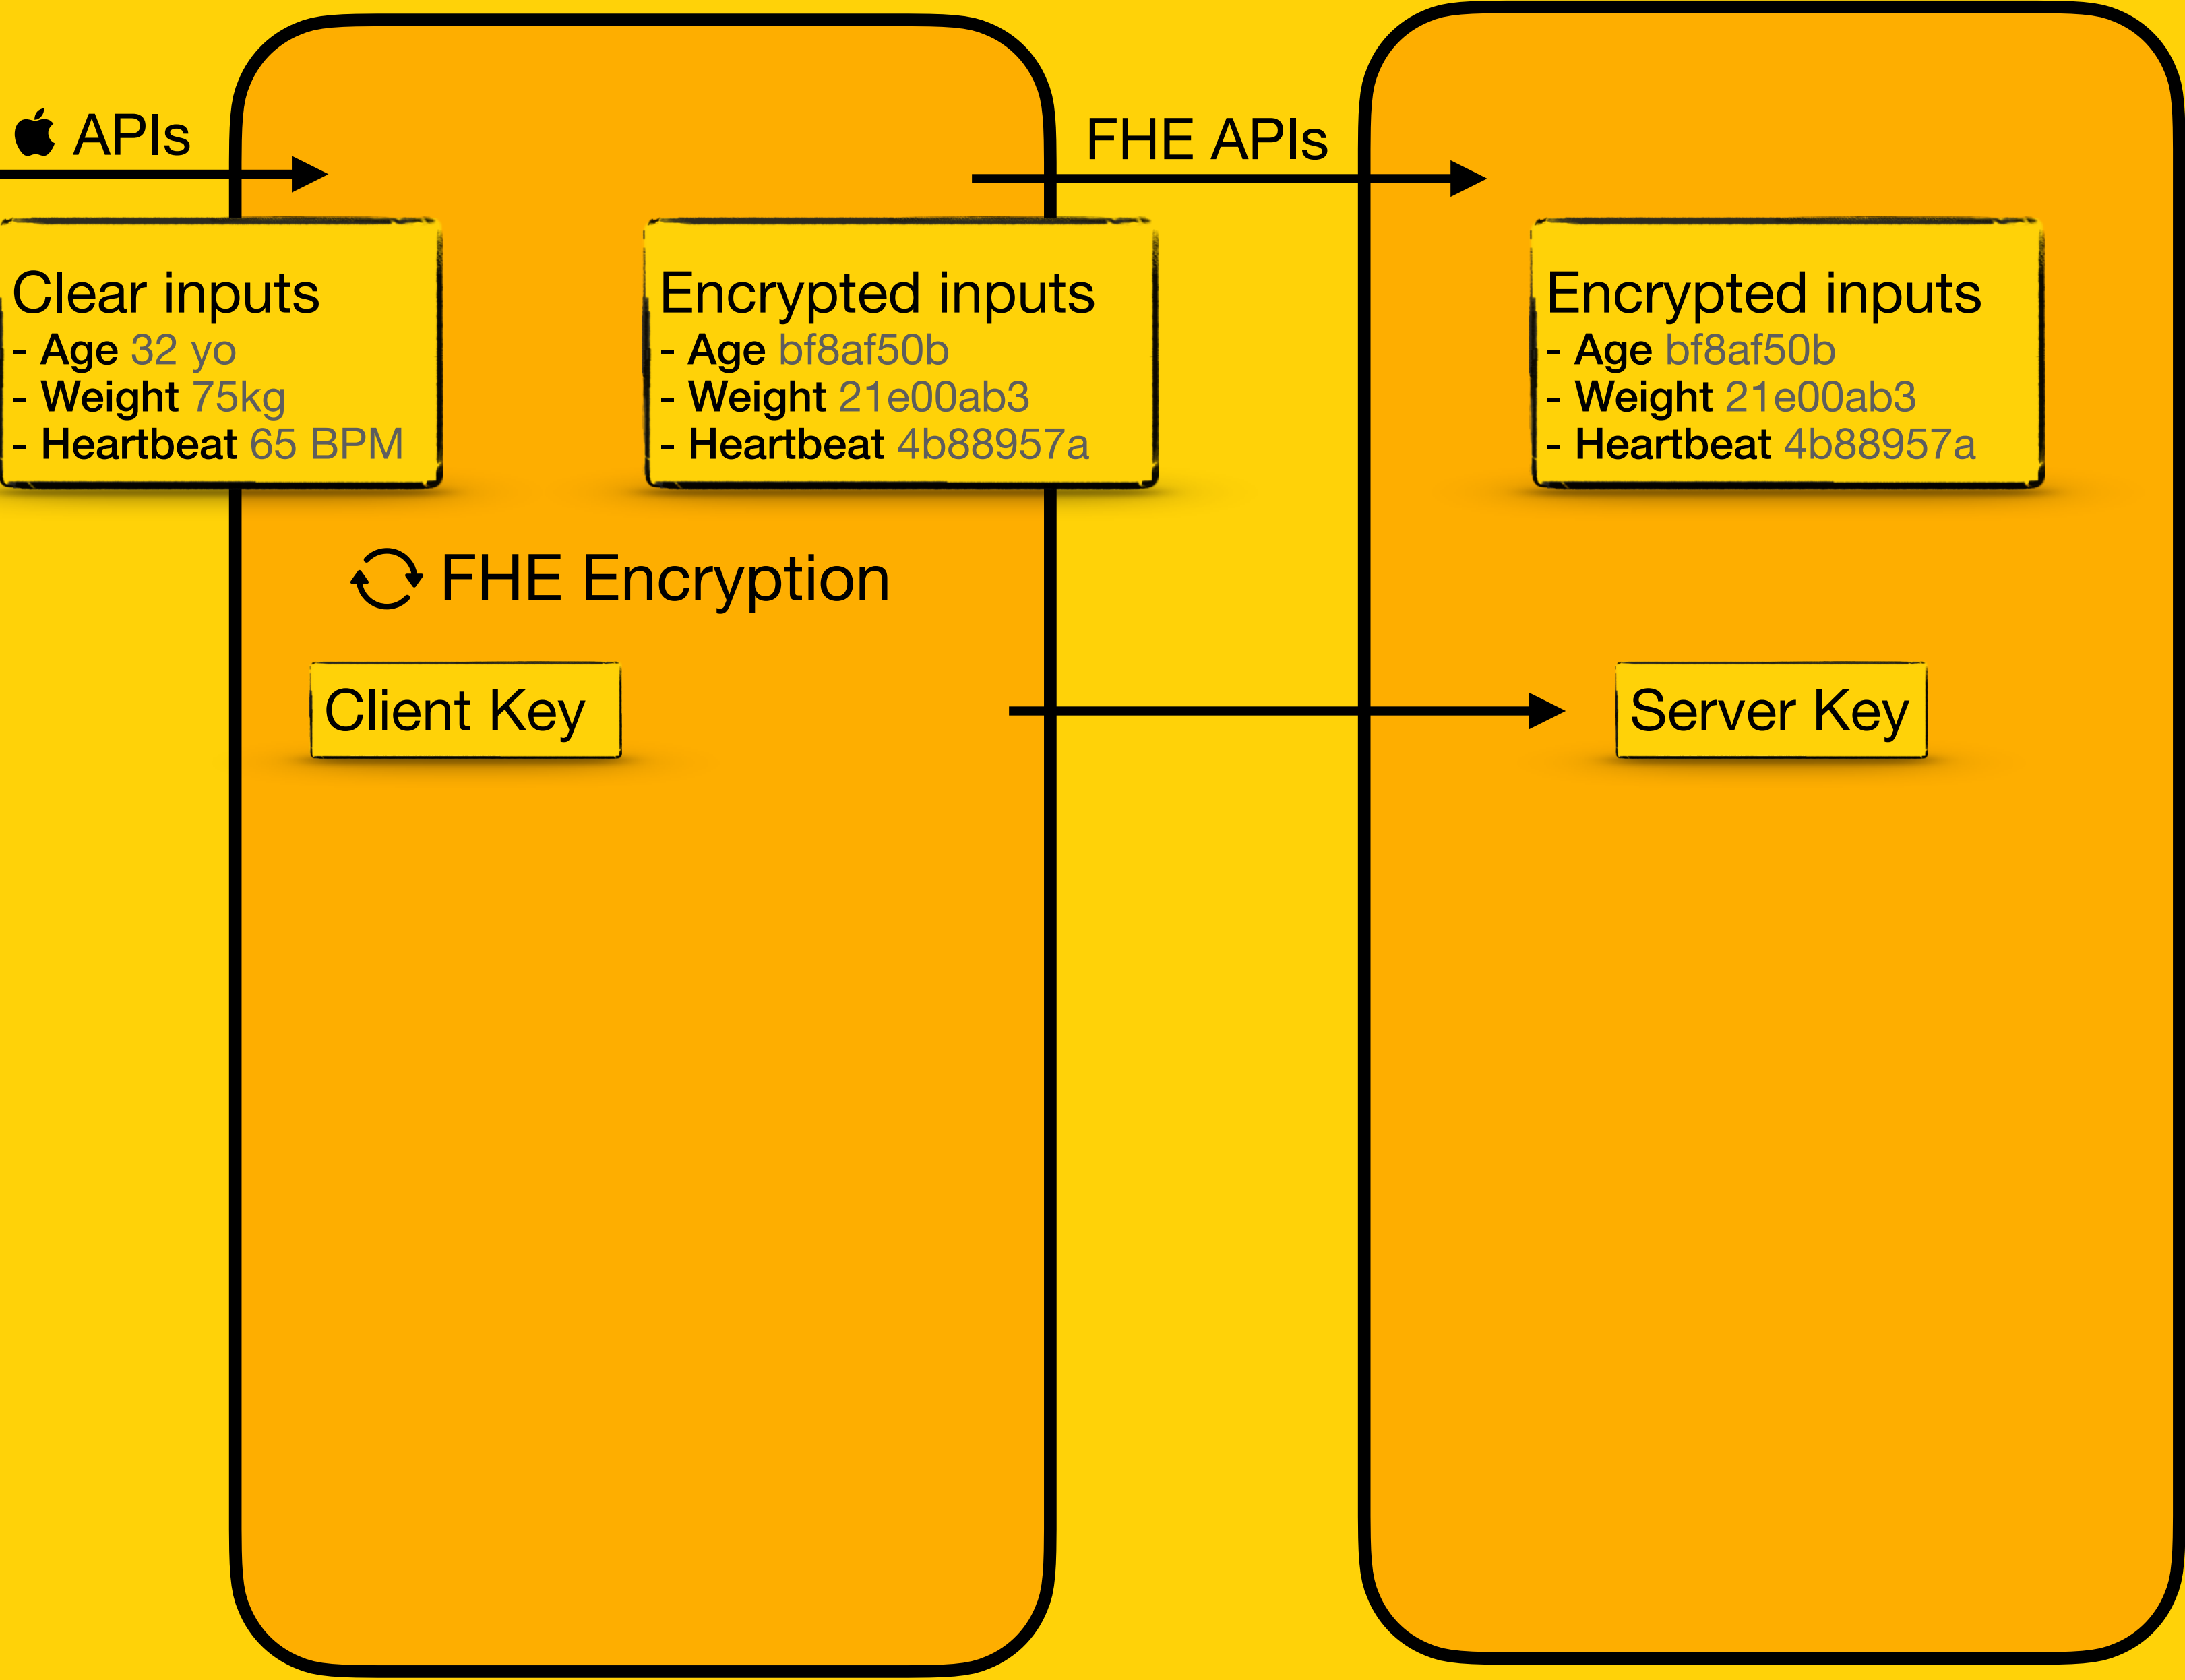 APIs
FHE APIs
Clear inputs
- Age 32 yo
- Weight 75kg
- Heartbeat 65 BPM
Encrypted inputs
- Age bf8af50b
- Weight 21e00ab3
- Heartbeat 4b88957a
Encrypted inputs
- Age bf8af50b
- Weight 21e00ab3
- Heartbeat 4b88957a
FHE Encryption
Client Key
Server Key